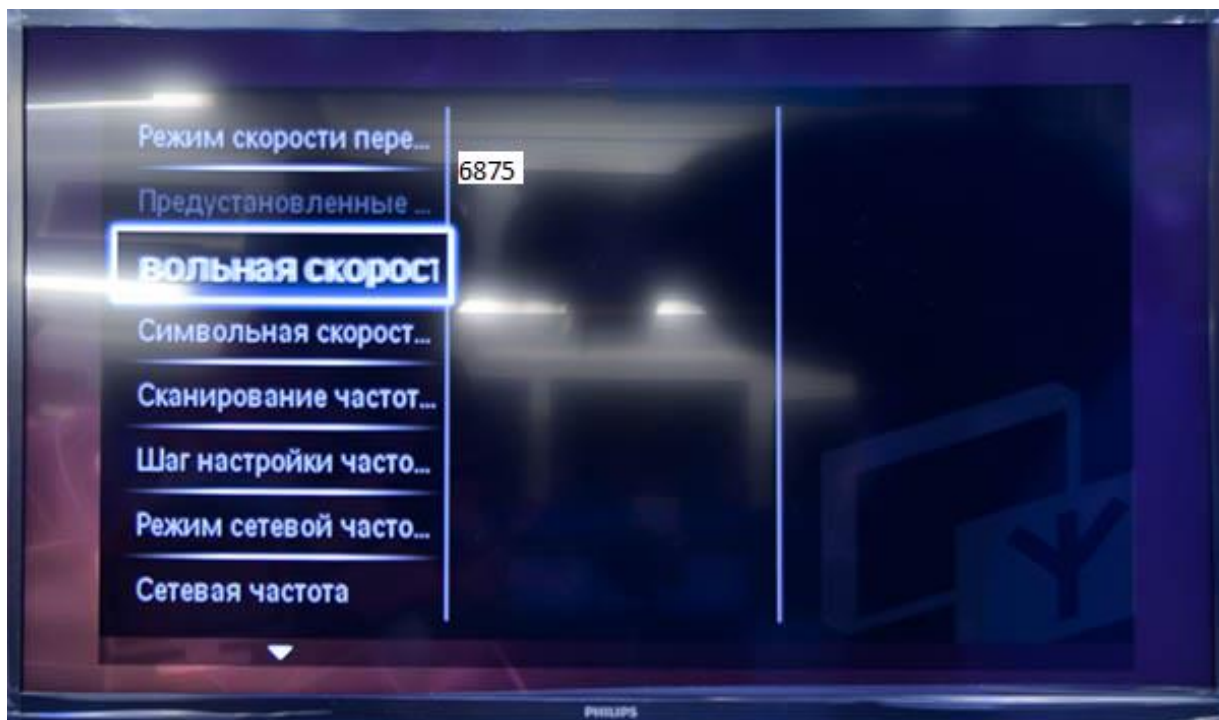 Режим скорости пере...
6875
Предустановленные ...
вольная скорост
Символьная скорост...
Сканирование частот...
Шаг настройки часто...
Режим сетевой часто...
Сетевая частота
PHILIPS